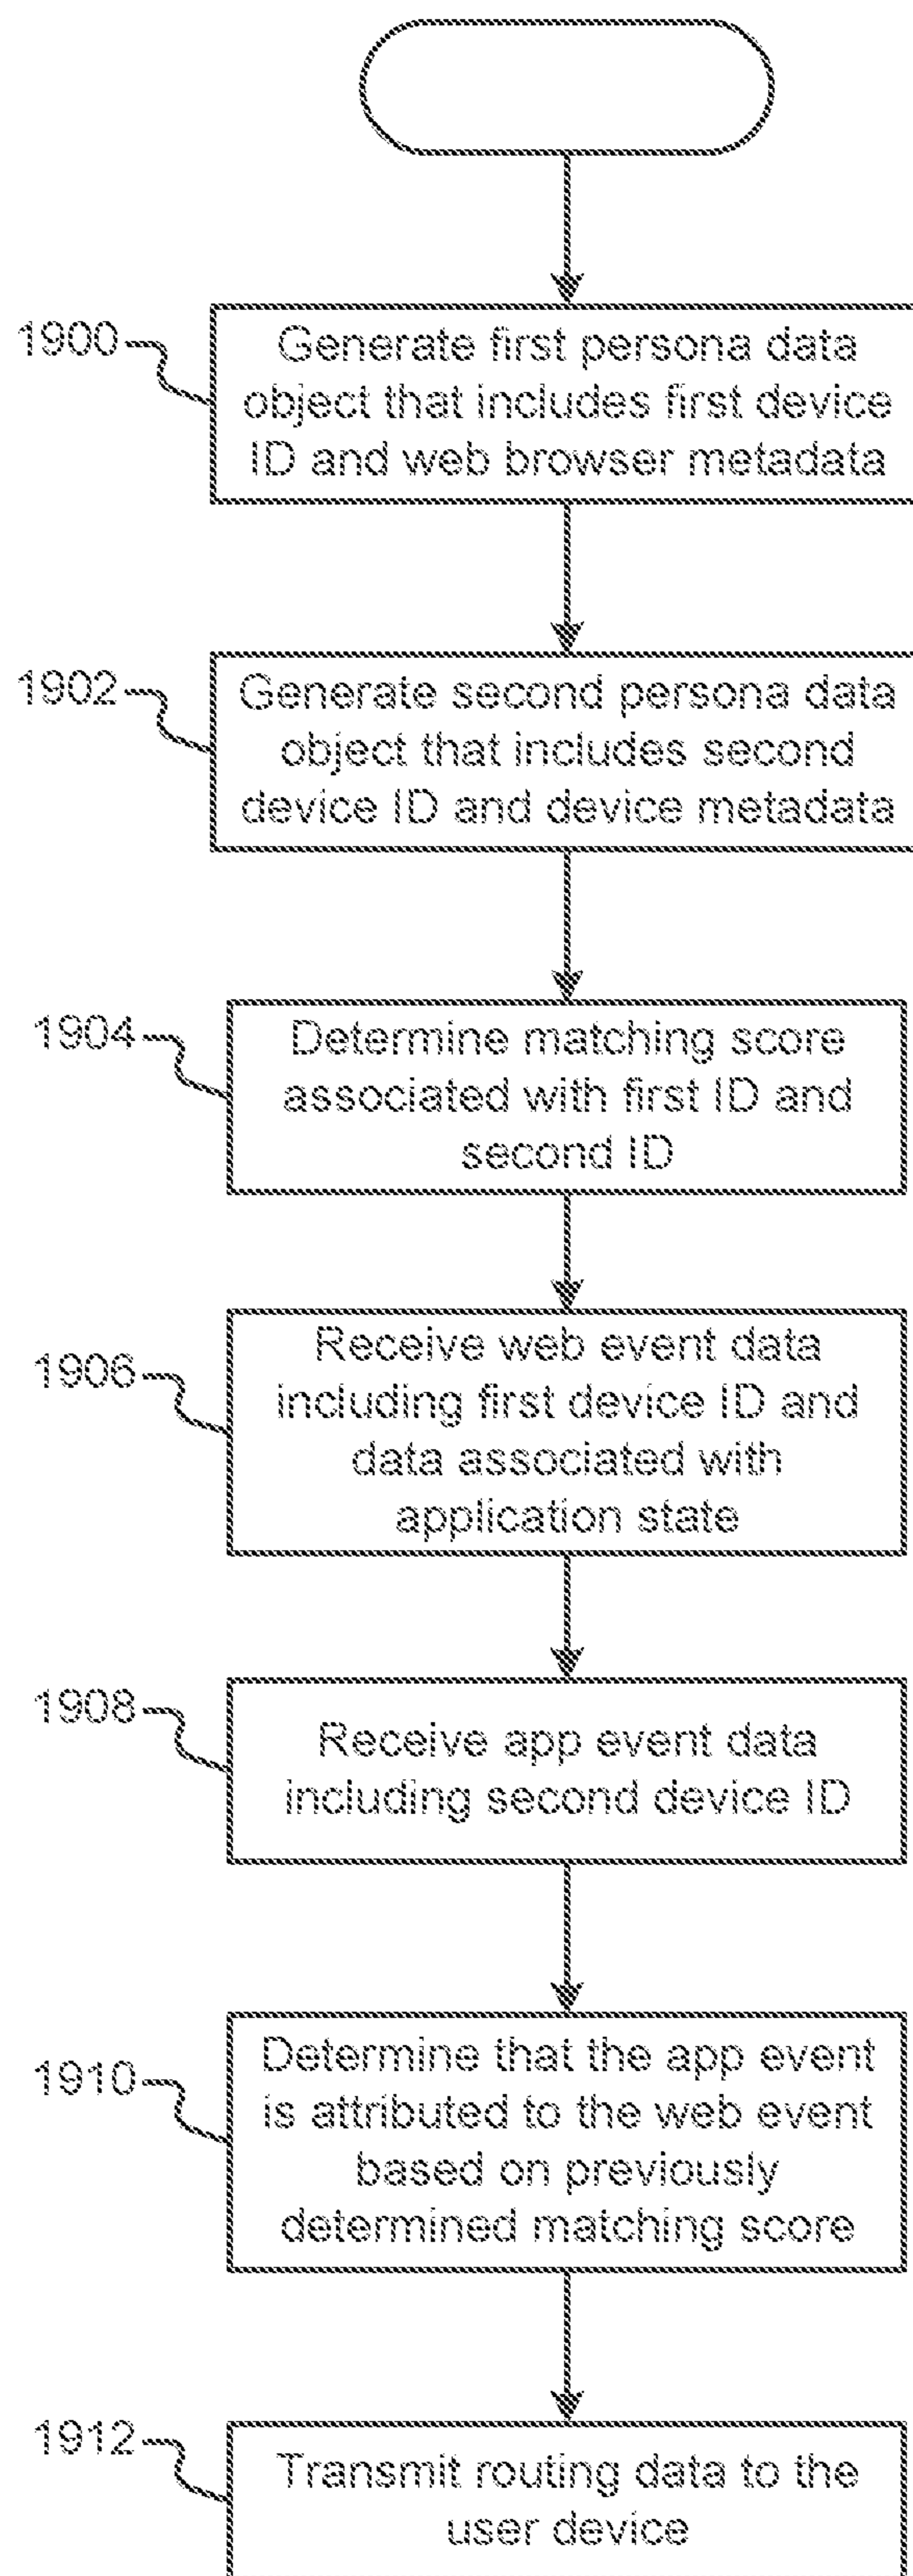 1900
Generate first persona data
object that includes first device
ID and web browser metadata
1902
Generate second persona data
object that includes second
device ID and device metadata
1904
Determine matching score
associated with first ID and
second ID
1906
Receive web event data
including first device ID and
data associated with
application state
1908
Receive app event data
including second device ID
1910
Determine that the app event
is attributed to the web event
based on previously
determined matching score
1912
Transmit routing data to the
user device